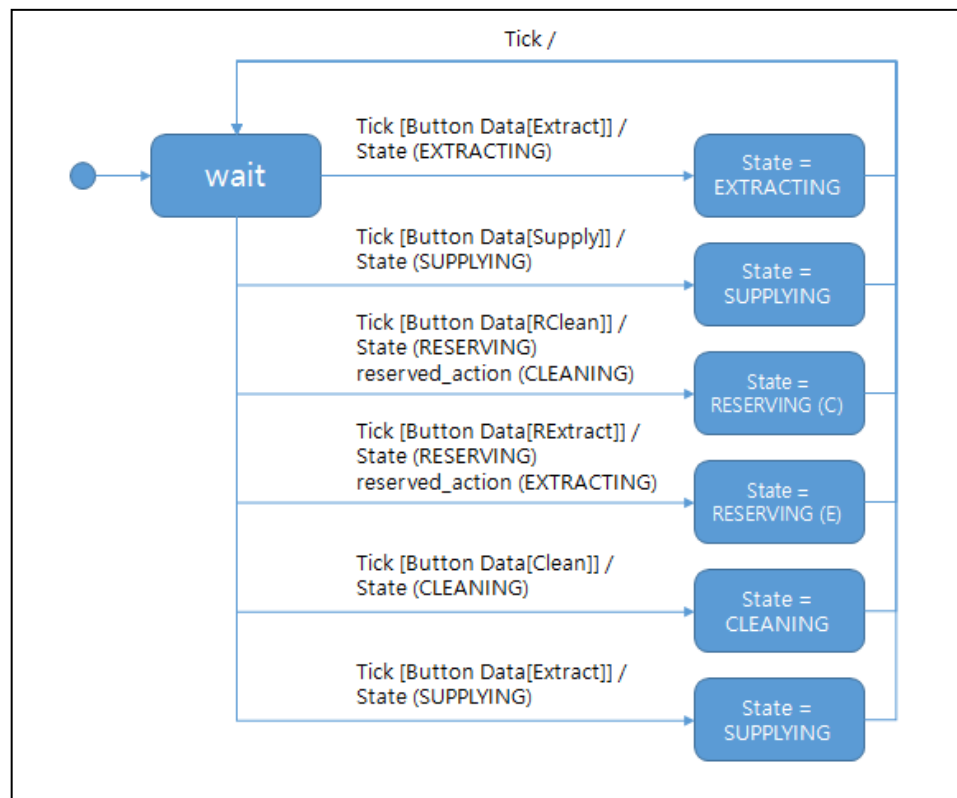 Tick /
Tick [Button Data[Extract]] /
State (EXTRACTING)
wait
State =
EXTRACTING
Tick [Button Data[Supply]] /
State (SUPPLYING)
State =
SUPPLYING
Tick [Button Data[RClean]] /
State (RESERVING)
reserved_action (CLEANING)
State =
RESERVING (C)
Tick [Button Data[RExtract]] /
State (RESERVING)
reserved_action (EXTRACTING)
State =
RESERVING (E)
Tick [Button Data[Clean]] /
State (CLEANING)
State =
CLEANING
Tick [Button Data[Extract]] /
State (SUPPLYING)
State =
SUPPLYING